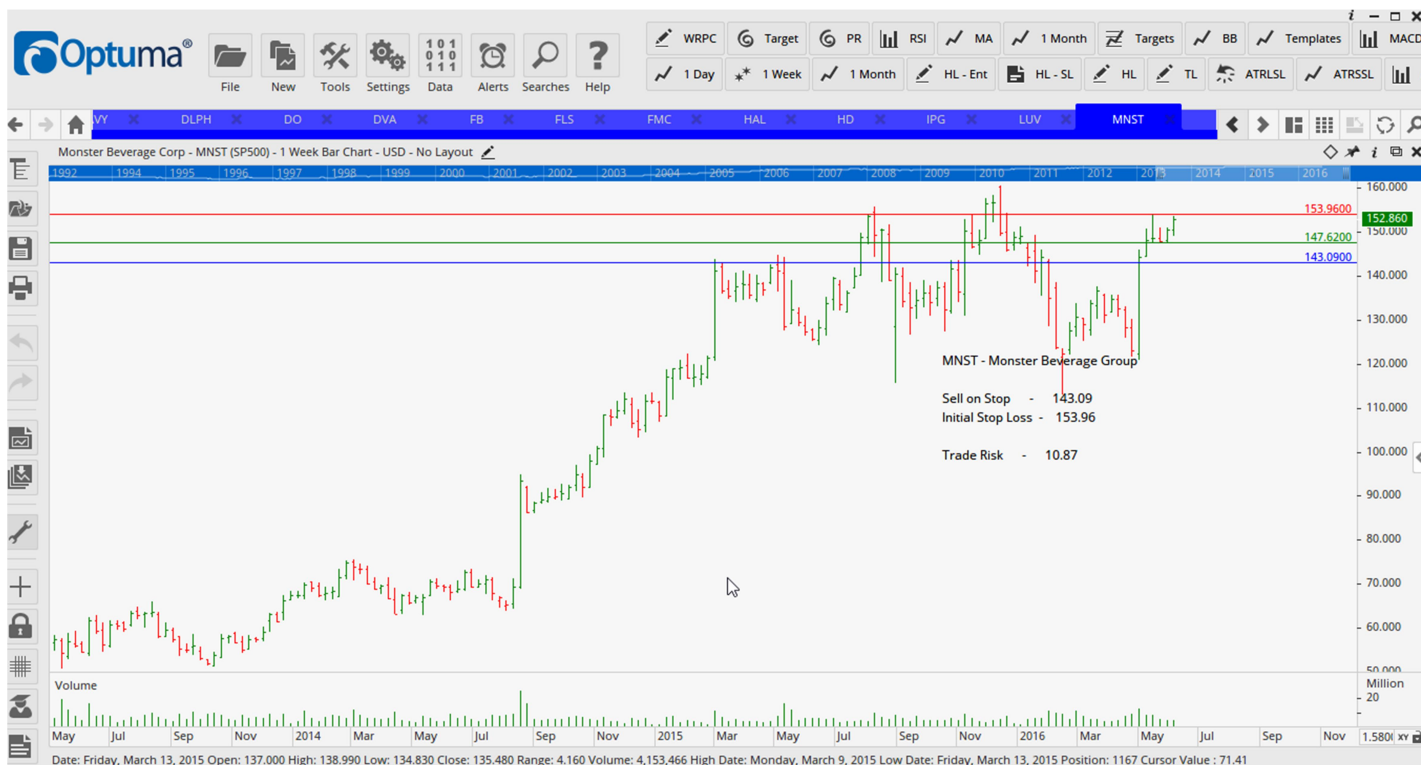 Optuma®
File New Tools Settings Data Alerts Searches Help
101
010
111
WRPC Target PR RSI MA 1 Month Targets BB Templates MACD
1 Day 1 Week 1 Month HL - Ent HL - SL HL TL ATRLSL ATRSSL
VY DLPH DO DVA FB FLS FMC HAL HD IPG LUV MNST
Monster Beverage Corp - MNST (SP500) - 1 Week Bar Chart - USD - No Layout
1992 1994 1995 1996 1997 1998 1999 2000 2001 2002 2003 2004 2005 2006 2007 2008 2009 2010 2011 2012 2013 2014 2015 2016
160.000
153.9600
152.860
150.000
147.6200
143.0900
140.000
130.000
120.000
MNST - Monster Beverage Group
Sell on Stop - 143.09
110.000
Initial Stop Loss - 153.96
Trade Risk - 10.87
100.000
90.000
80.000
70.000
60.000
50.000
Volume
Million
20
May Jul Sep Nov 2014 Mar May Jul Sep Nov 2015 Mar May Jul Sep Nov 2016 Mar May Jul Sep Nov 1.580( XY
Date: Friday, March 13, 2015 Open: 137.000 High: 138.990 Low: 134.830 Close: 135.480 Range: 4.160 Volume: 4,153,466 High Date: Monday, March 9, 2015 Low Date: Friday, March 13, 2015 Position: 1167 Cursor Value : 71.41